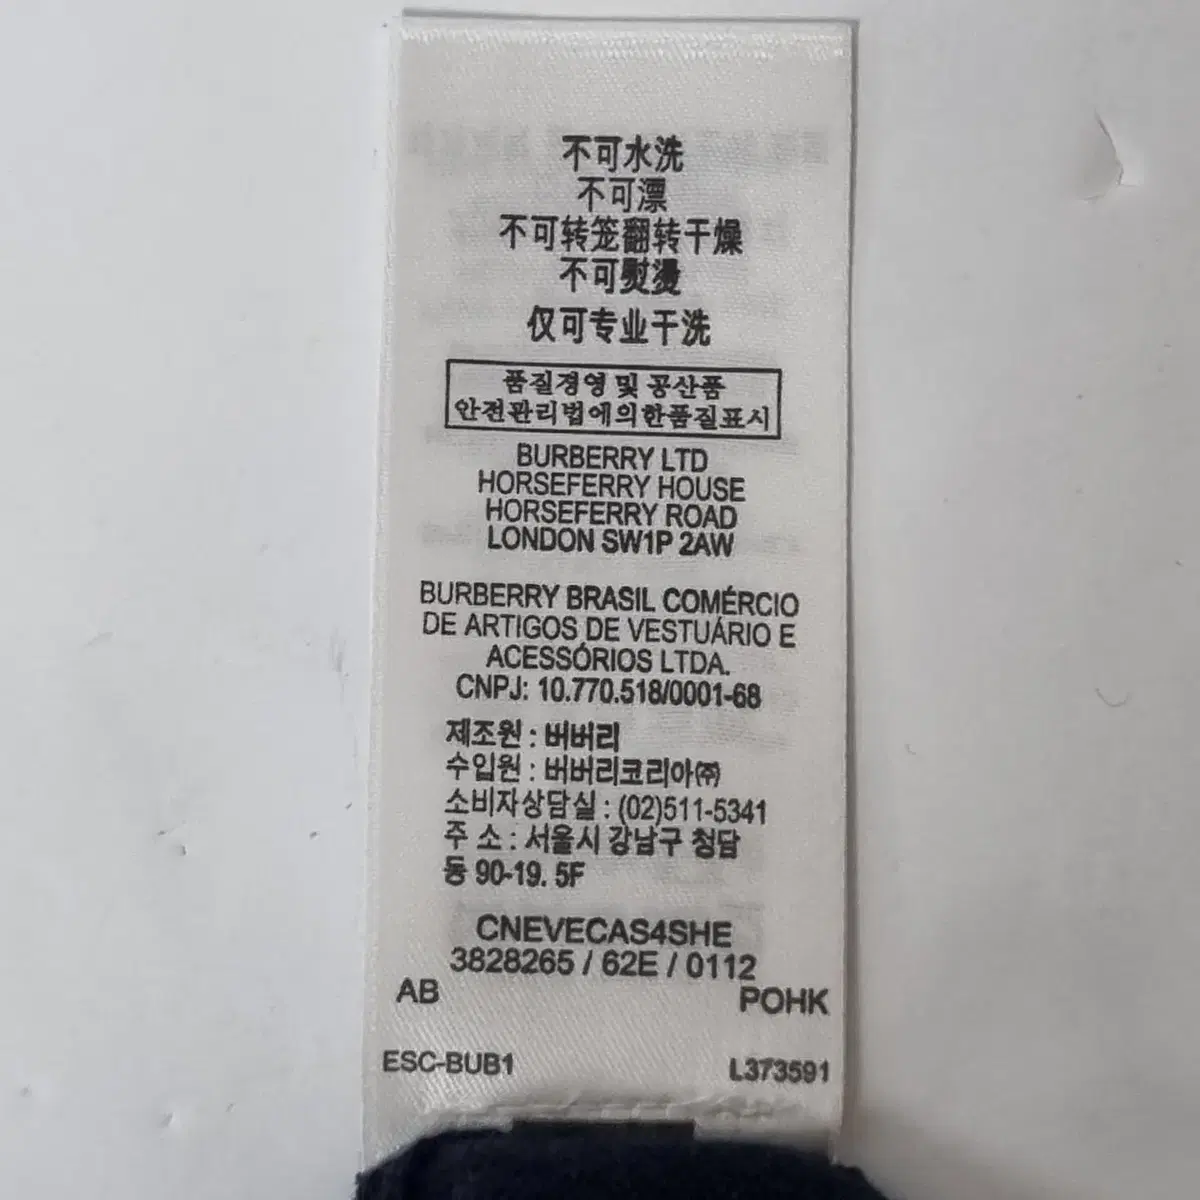 不可水洗
不可漂
不可转笼翻转干燥
不可熨烫
仅可专业干洗
품질경영 및 공산품
안전관리법에의한품질표시
BURBERRY LTD
HORSEFERRY HOUSE
HORSEFERRY ROAD
LONDON SW1P 2AW
BURBERRY BRASIL COMÉRCIO
DE ARTIGOS DE VESTUÁRIO E
ACESSÓRIOS LTDA.
CNPJ: 10.770.518/0001-68
제조원 : 버버리
수입원 : 버버리코리아㈜
소비자상담실 : (02)511-5341
주 소 : 서울시 강남구 청담
동 90-19. 5F
CNEVECAS4SHE
3828265 / 62E / 0112
AB POHK
ESC-BUB1 L373591